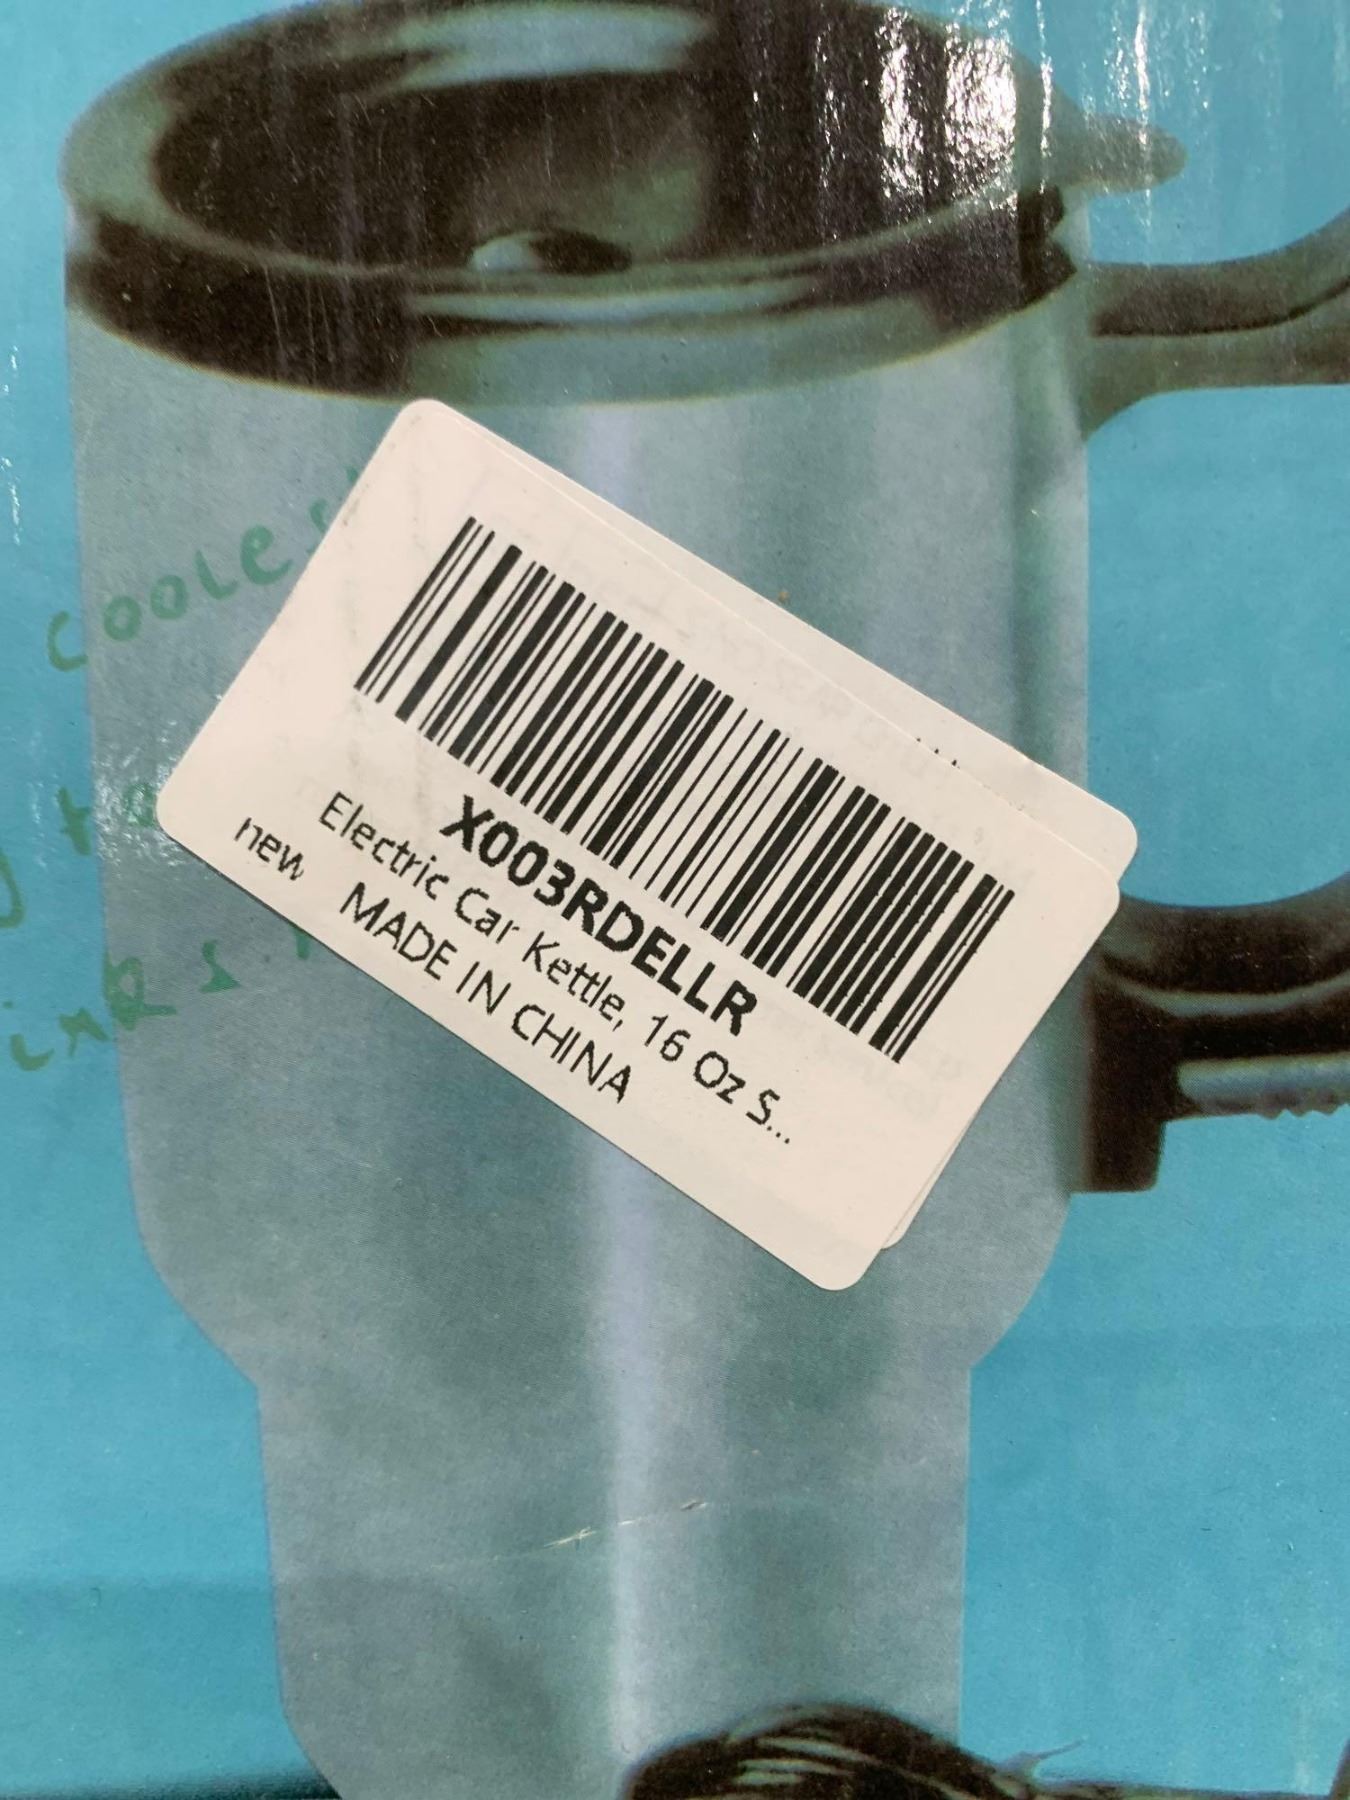 X003RDELLR
Electric Car Kettle, 16 Oz S...
new MADE IN CHINA